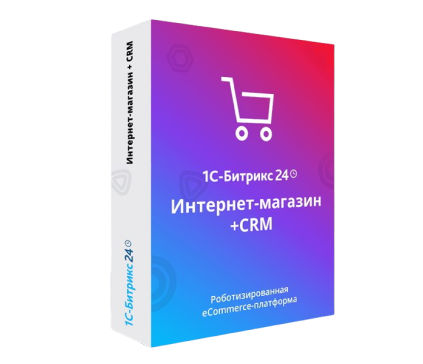 Интернет-магазин + CRM
1С-Битрикс 24
1С-Битрикс 24
Интернет-магазин
+CRM
Роботизированная
eCommerce-платформа